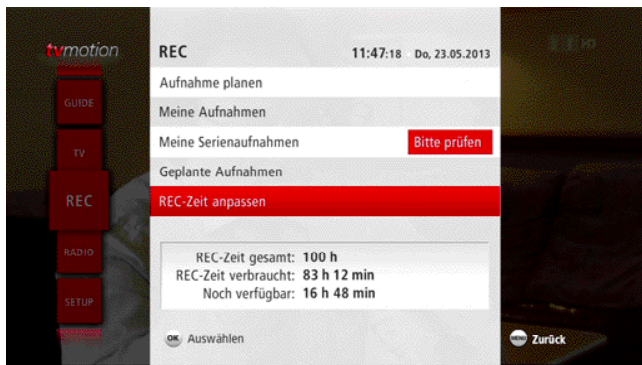 tvmotion
REC 11:47:18 Do, 23.05.2013
Aufnahme planen
GUIDE
Meine Aufnahmen
Meine Serienaufnahmen Bitte prüfen
TV
Geplante Aufnahmen
REC
REC-Zeit anpassen
RADIO
REC-Zeit gesamt: 100 h
REC-Zeit verbraucht: 83 h 12 min
Noch verfügbar: 16 h 48 min
SETUP
OK Auswählen
MENU Zurück